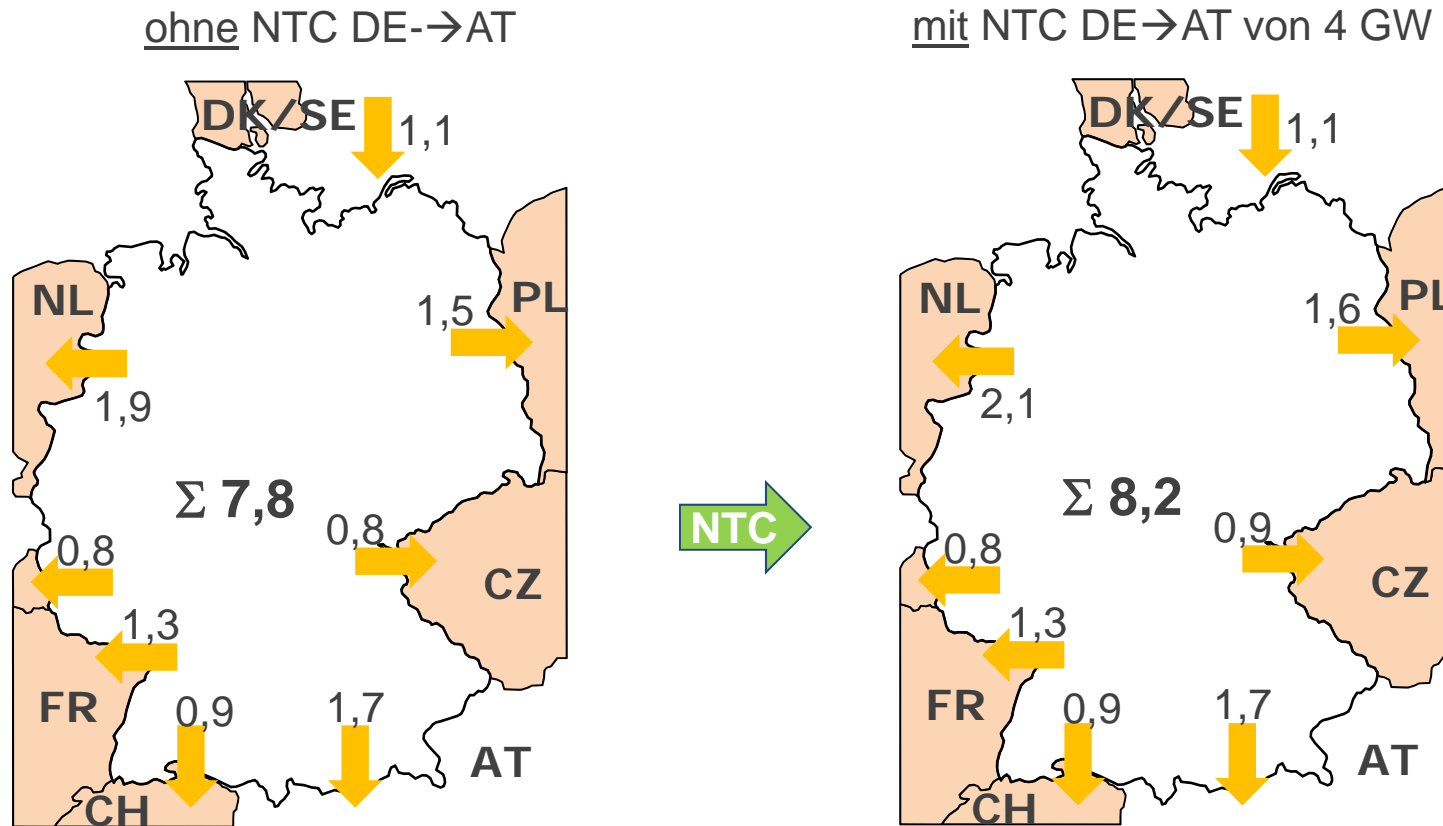 ohne NTC DE-→AT
DK/SE
1,1
NL
PL
1,5
1,9
Σ 7,8
0,8
0,8
CZ
1,3
FR
0,9
1,7
AT
CH
NTC
mit NTC DE→AT von 4 GW
DK/SE
1,1
NL
PL
1,6
2,1
Σ 8,2
0,9
0,8
CZ
1,3
FR
0,9
1,7
AT
CH